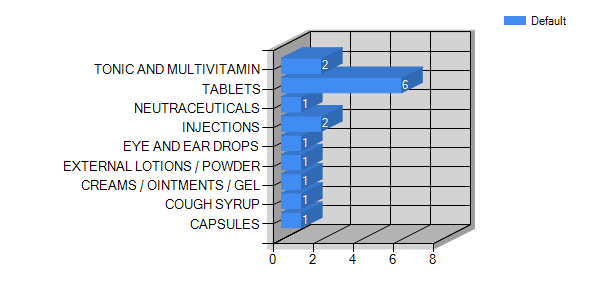 Default
TONIC AND MULTIVITAMIN 2
TABLETS 6
NEUTRACEUTICALS 1
INJECTIONS 2
EYE AND EAR DROPS 1
EXTERNAL LOTIONS / POWDER 1
CREAMS / OINTMENTS / GEL 1
COUGH SYRUP 1
CAPSULES 1
0 2 4 6 8